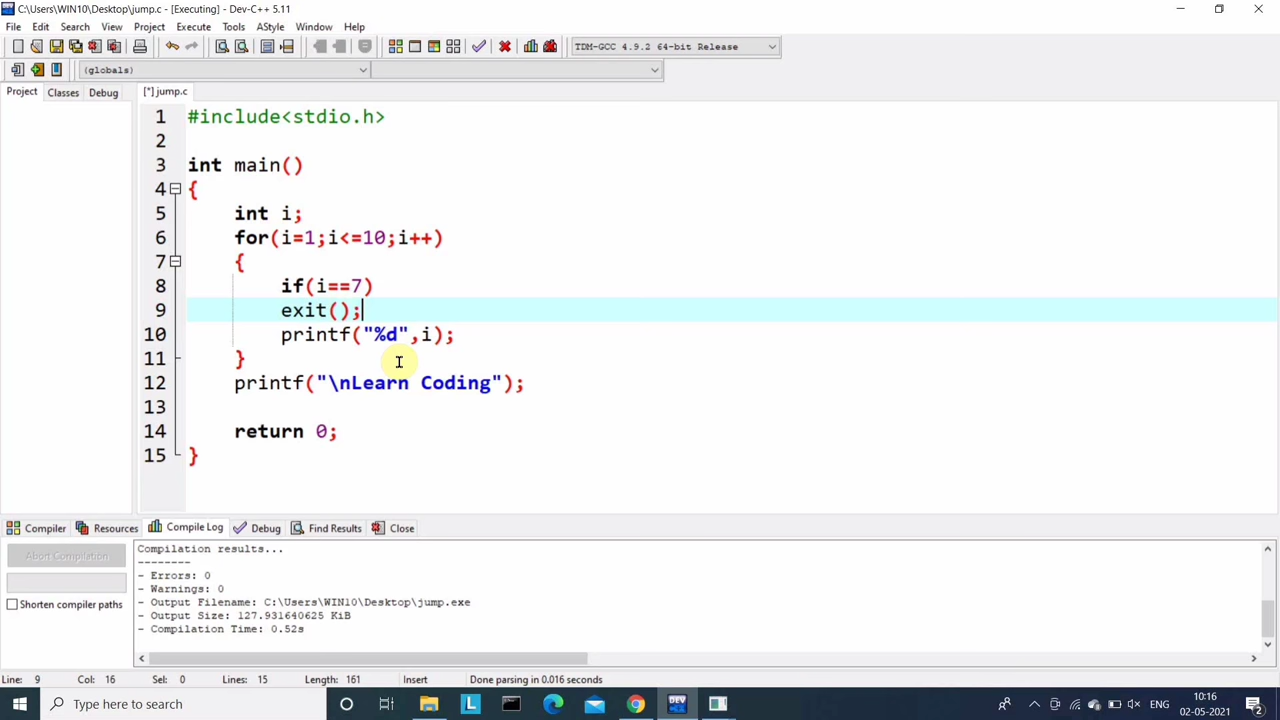 C:\Users\WIN10\Desktop\jump.c - [Executing] - Dev-C++ 5.11
File Edit Search View Project Execute Tools AStyle Window Help
TDM-GCC 4.9.2 64-bit Release
(globals)
Project Classes Debug [*] jump.c
1 #include<stdio.h>
2
3 int main()
4 {
5 int i;
6 for(i=1;i<=10;i++)
7 {
8 if(i==7)
9 exit();
10 printf("%d",i);
11 }
12 printf("\nLearn Coding");
13
14 return 0;
15 }
Compiler Resources Compile Log Debug Find Results Close
Abort Compilation
Shorten compiler paths
Compilation results...
--------
- Errors: 0
- Warnings: 0
- Output Filename: C:\Users\WIN10\Desktop\jump.exe
- Output Size: 127.931640625 KiB
- Compilation Time: 0.52s
Line: 9 Col: 16 Sel: 0 Lines: 15 Length: 161 Insert Done parsing in 0.016 seconds
Type here to search
L
DEV
ENG
10:16
02-05-2021
2